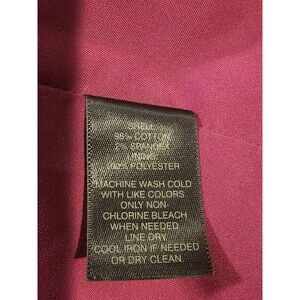 SHELL
98% COTTON
2% SPANDEX
LINING
100% POLYESTER
MACHINE WASH COLD
WITH LIKE COLORS.
ONLY NON-
CHLORINE BLEACH
WHEN NEEDED
LINE DRY.
COOL IRON IF NEEDED
OR DRY CLEAN.